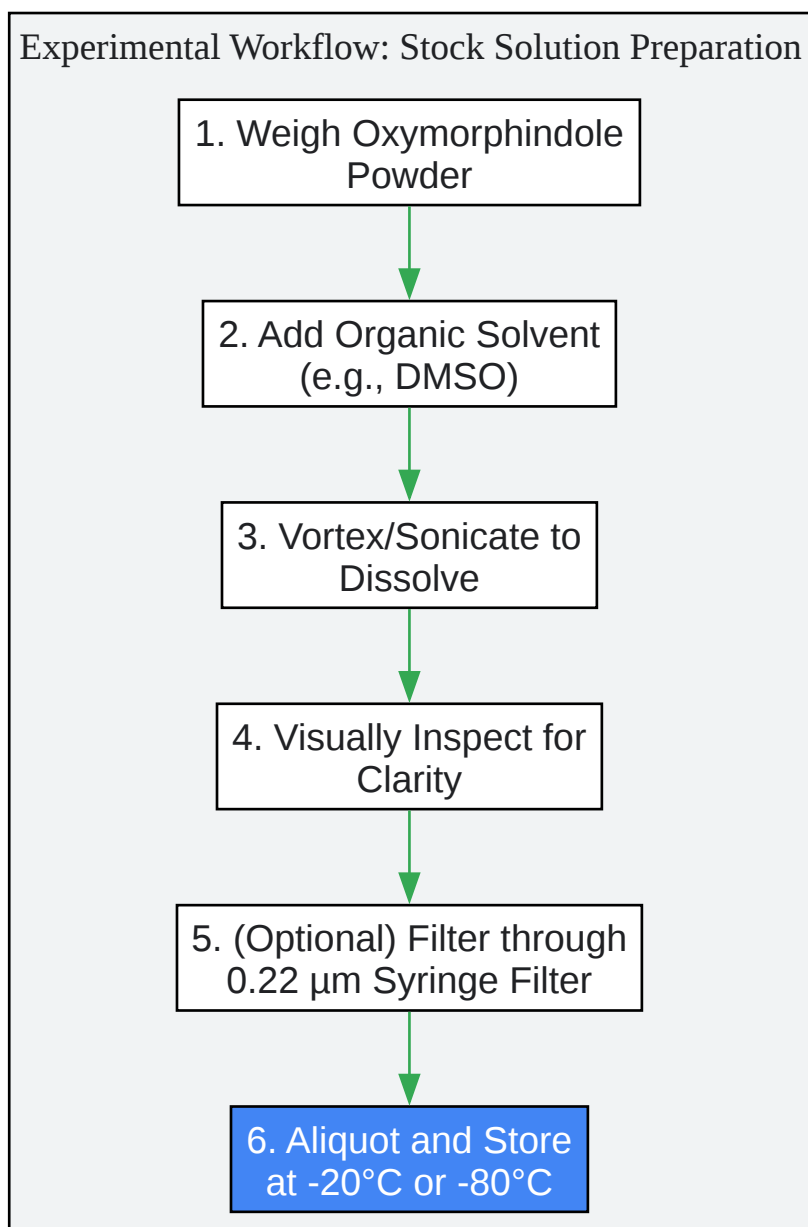 Experimental Workflow: Stock Solution Preparation
1. Weigh Oxymorphindole
Powder
2. Add Organic Solvent
(e.g., DMSO)
3. Vortex/Sonicate to
Dissolve
4. Visually Inspect for
Clarity
5. (Optional) Filter through
0.22 µm Syringe Filter
6. Aliquot and Store
at -20°C or -80°C